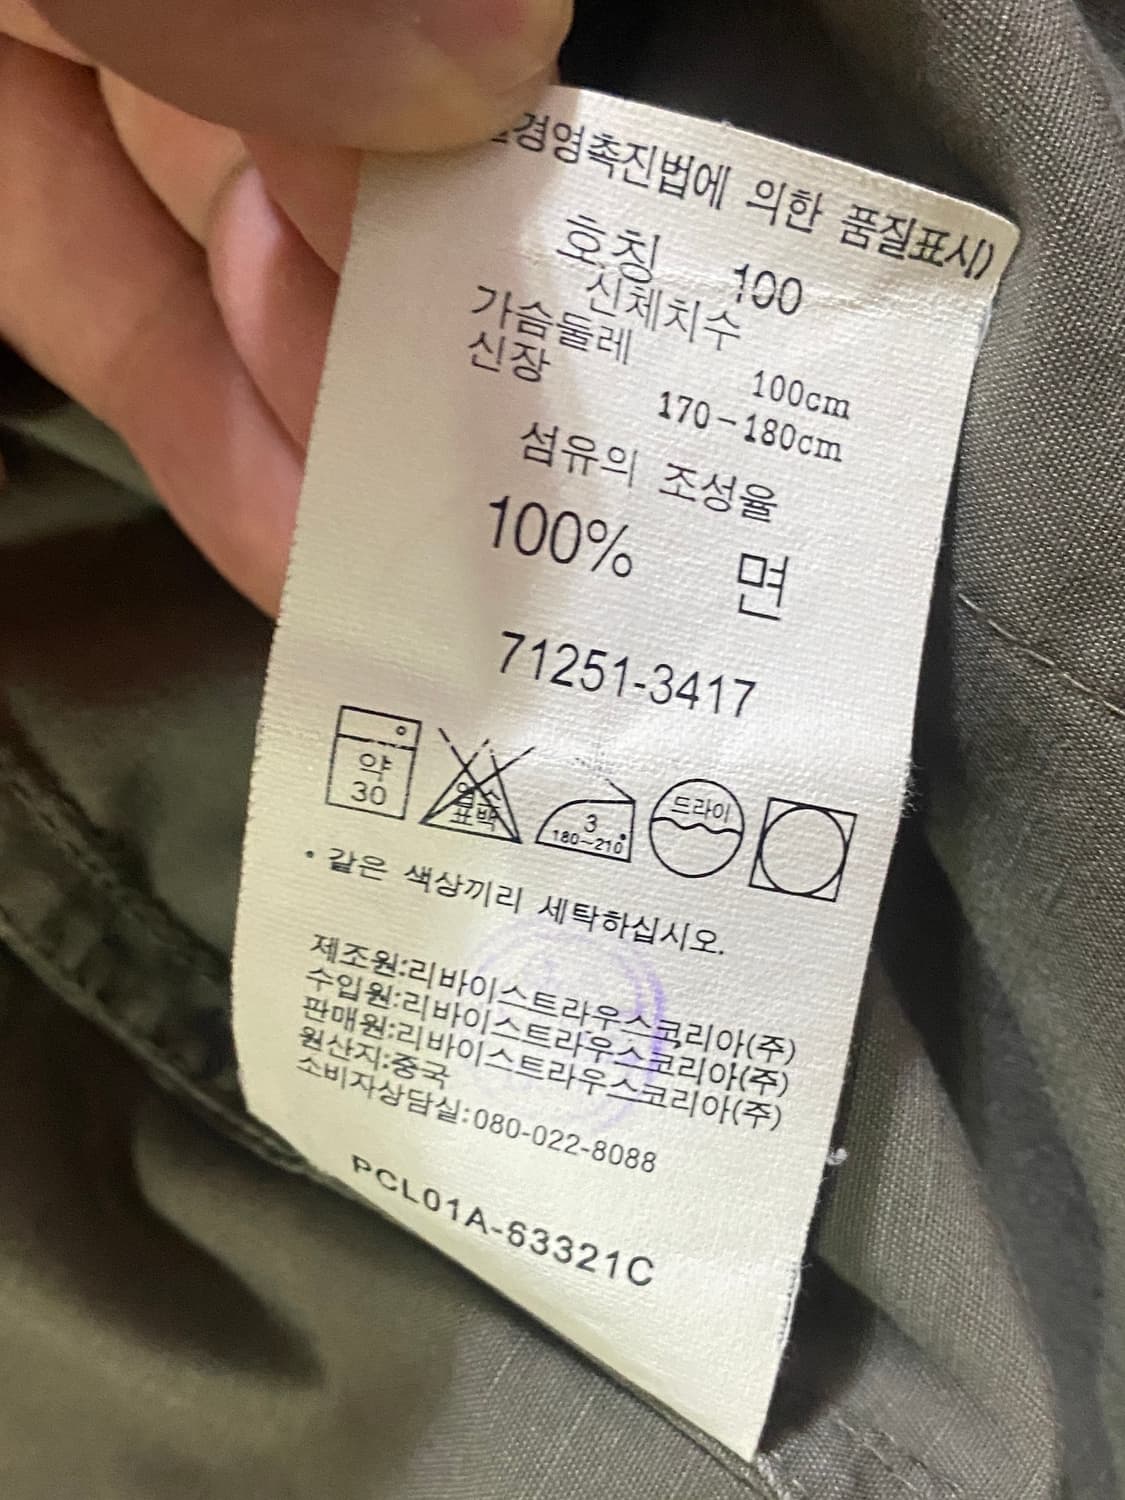 경영촉진법에 의한 품질표시)
호칭 100
신체치수
가슴둘레 100cm
신장 170-180cm
섬유의 조성율
100% 면
71251-3417
약
30
염소
표백
3
180~210
드라이
• 같은 색상끼리 세탁하십시오.
제조원:리바이스트라우스코리아(주)
수입원:리바이스트라우스코리아(주)
판매원:리바이스트라우스코리아(주)
원산지:중국
소비자상담실:080-022-8088
PCL01A-63321C